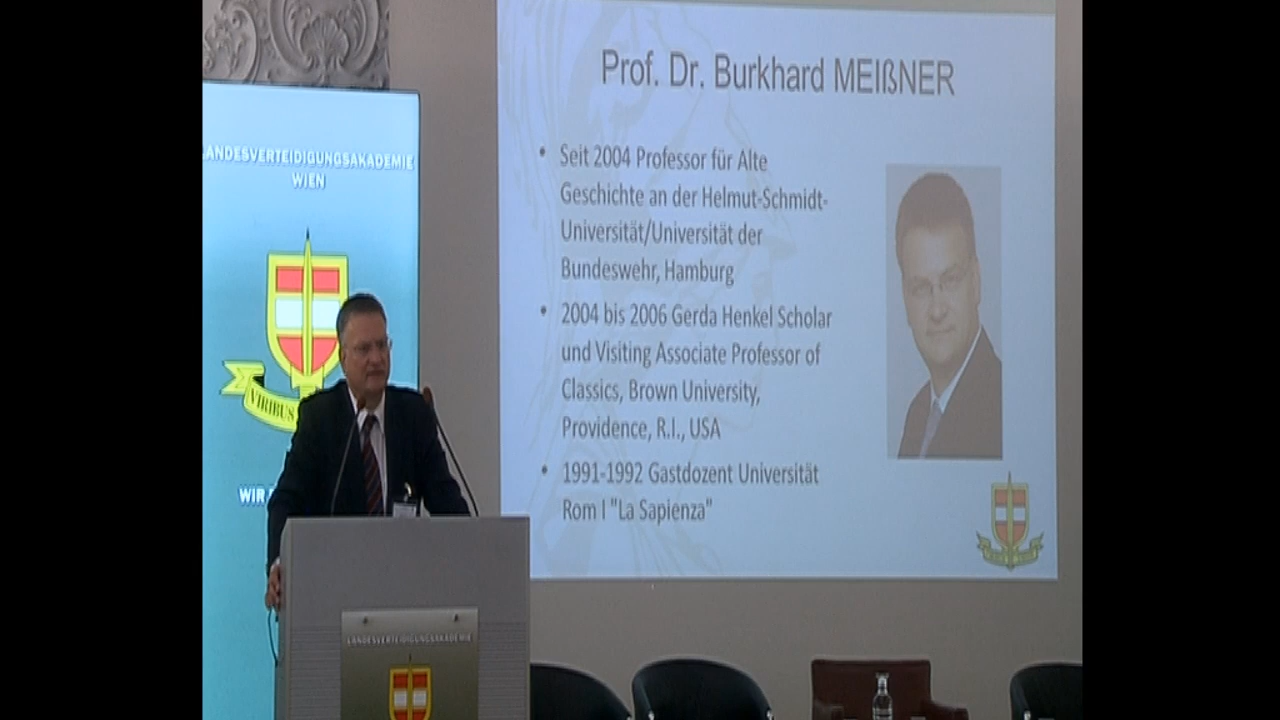 Prof. Dr. Burkhard MEIßNER
• Seit 2004 Professor für Alte
Geschichte an der Helmut-Schmidt-
Universität/Universität der
Bundeswehr, Hamburg
• 2004 bis 2006 Gerda Henkel Scholar
und Visiting Associate Professor of
Classics, Brown University,
Providence, R.I., USA
• 1991-1992 Gastdozent Universität
Rom I "La Sapienza"
LANDESVERTEIDIGUNGSAKADEMIE
WIEN
VIRIBUS
WIR
LANDESVERTEIDIGUNGSAKADEMIE